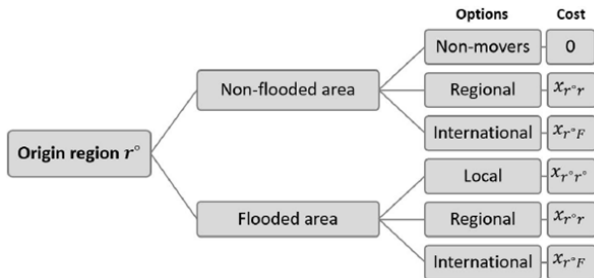 Options Cost
Non-movers 0
Non-flooded area Regional x_{r°r}
International x_{r°F}
Origin region r°
Local x_{r°r°}
Flooded area Regional x_{r°r}
International x_{r°F}